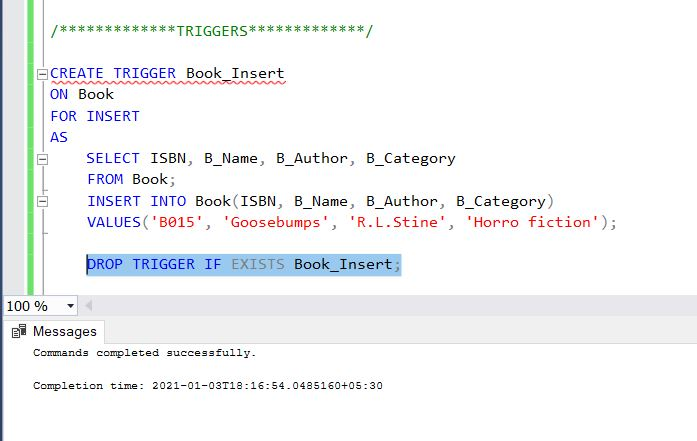 /*************TRIGGERS*************/
CREATE TRIGGER Book_Insert
ON Book
FOR INSERT
AS
SELECT ISBN, B_Name, B_Author, B_Category
FROM Book;
INSERT INTO Book(ISBN, B_Name, B_Author, B_Category)
VALUES('B015', 'Goosebumps', 'R.L.Stine', 'Horro fiction');
DROP TRIGGER IF EXISTS Book_Insert;
100 %
Messages
Commands completed successfully.
Completion time: 2021-01-03T18:16:54.0485160+05:30